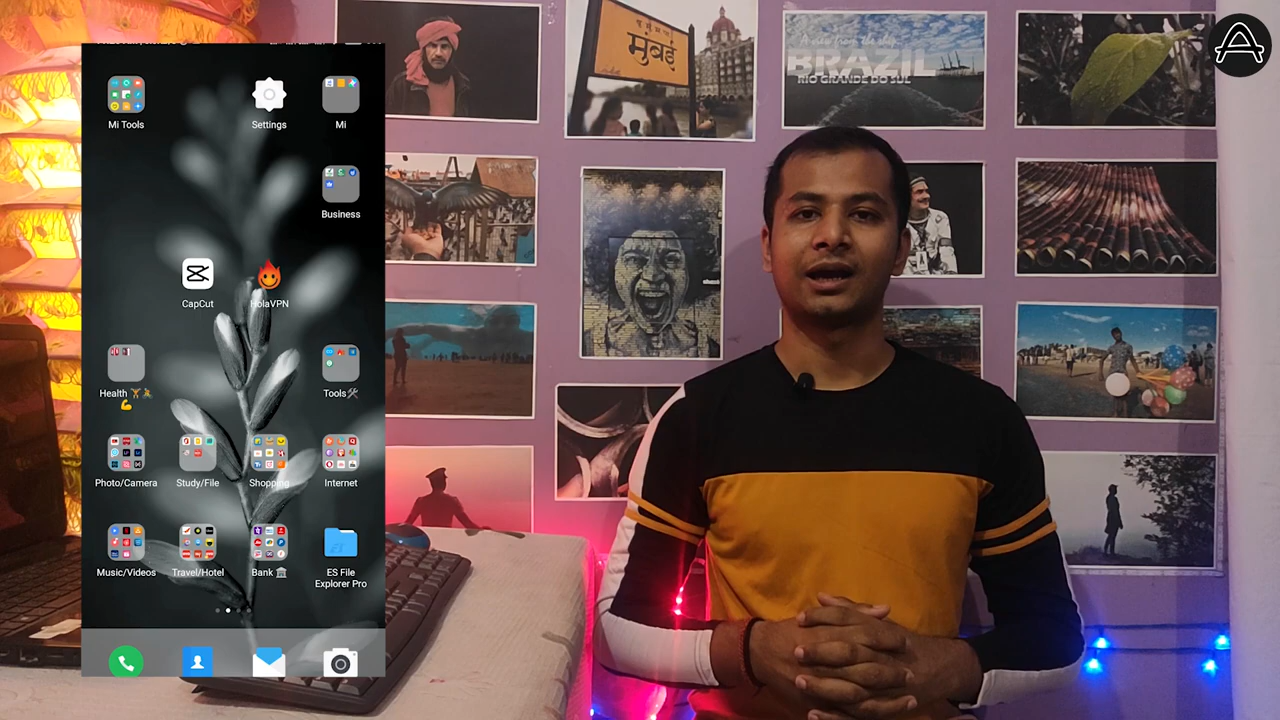 Mi Tools
Settings
Mi
Business
CapCut
HolaVPN
Health 🏋️🚴💪
Tools🛠
Photo/Camera
Study/File
Shopping
Internet
Music/Videos
Travel/Hotel
Bank 🏛
ES File
Explorer Pro
मुंबई
BRAZIL
RIO GRANDE DO SUL